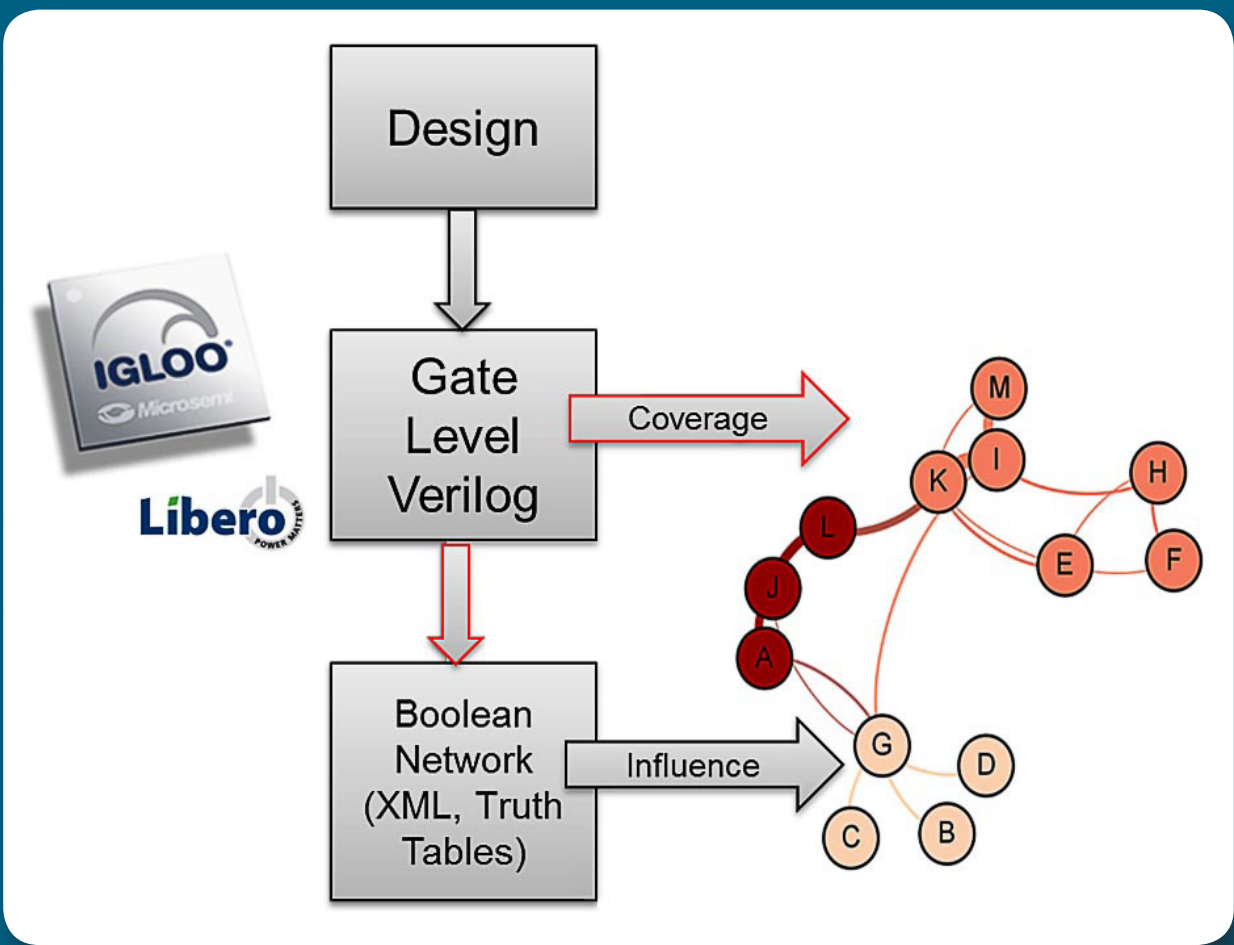 Design
IGLOO®
Microsemi
Libero
POWER MATTERS
Gate
Level
Verilog
Coverage
Boolean
Network
(XML, Truth
Tables)
Influence
M
I
K
H
L
E
F
J
A
G
D
C
B